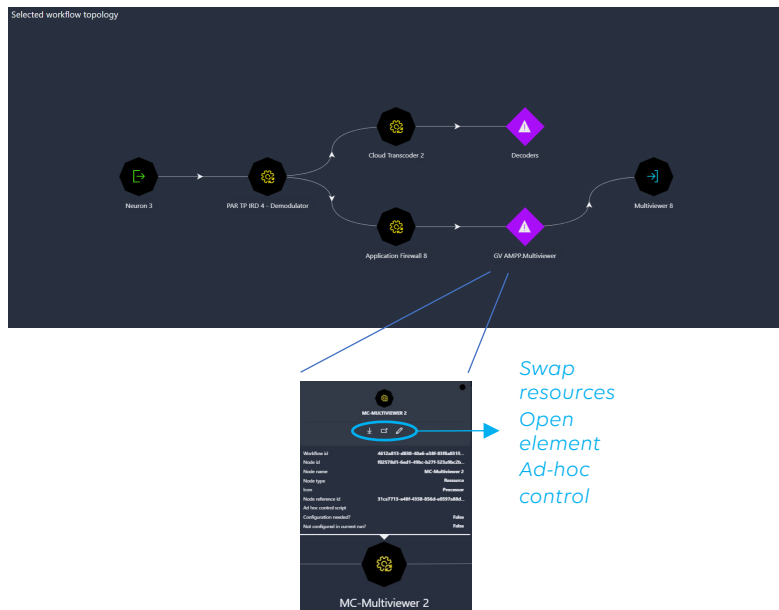 Selected workflow topology
Cloud Transcoder 2
Decoders
Neuron 3
PAR TP IRD 4 - Demodulator
Multiviewer 8
Application Firewall 8
GV AMPP.Multiviewer
Swap
resources
Open
element
Ad-hoc
control
MC-MULTIVIEWER 2
Workflow id
Node id
Node name MC-Multiviewer 2
Node type Resource
Icon Processor
Node reference id
Ad hoc control script
Configuration needed? False
Not configured in current run? False
MC-Multiviewer 2